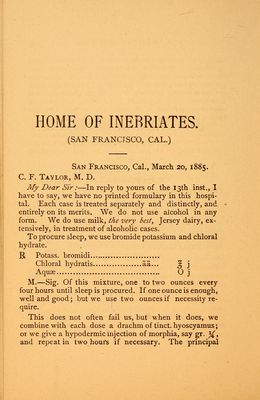 HOME OF INEBRIATES.
(SAN FRANCISCO, CAL.)
SAN FRANCISCO, Cal., March 20, 1885.
C. F. TAYLOR, M. D.
My Dear Sir:—In reply to yours of the 13th inst., I
have to say, we have no printed formulary in this hospi-
tal. Each case is treated separately and distinctly, and
entirely on its merits. We do not use alcohol in any
form. We do use milk, the very best, Jersey dairy, ex-
tensively, in treatment of alcoholic cases.
To procure sleep, we use bromide potassium and chloral
hydrate.
℞ Potass. bromidi........................
Chloral hydratis.................āā... ℥ j
Aquæ................................... O j
M.—Sig. Of this mixture, one to two ounces every
four hours until sleep is procured. If one ounce is enough,
well and good; but we use two ounces if necessity re-
quire.
This does not often fail us, but when it does, we
combine with each dose a drachm of tinct. hyoscyamus;
or we give a hypodermic injection of morphia, say gr. ¼,
and repeat in two hours if necessary. The principal